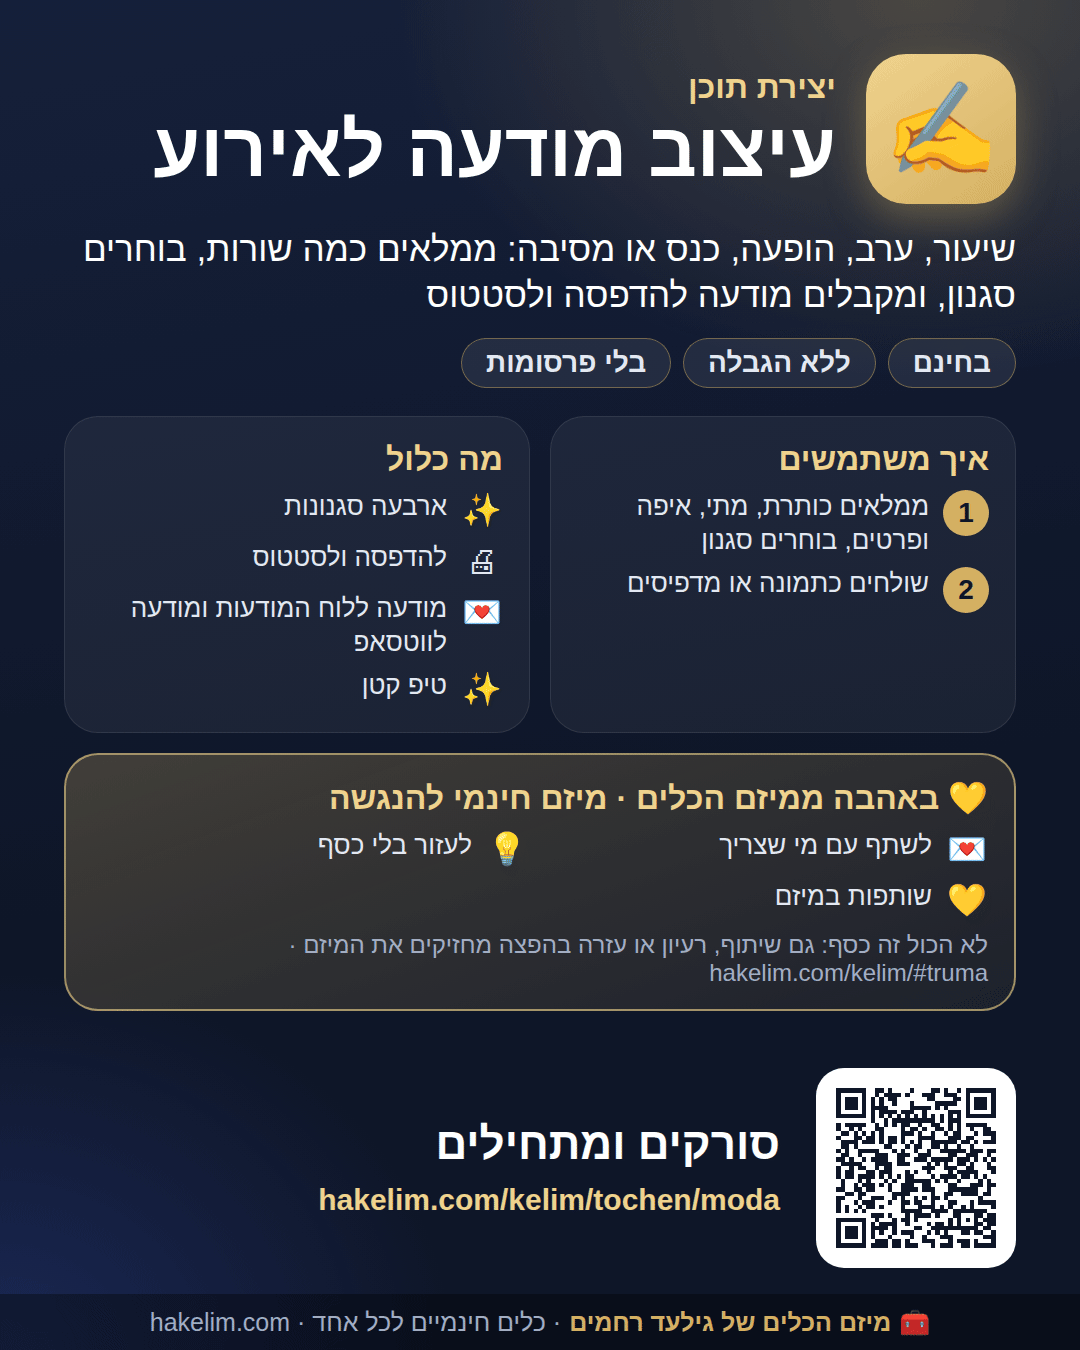 יצירת תוכן
עיצוב מודעה לאירוע
שיעור, ערב, הופעה, כנס או מסיבה: ממלאים כמה שורות, בוחרים
סגנון, ומקבלים מודעה להדפסה ולסטטוס
בחינם
ללא הגבלה
בלי פרסומות
איך משתמשים
1 ממלאים כותרת, מתי, איפה
ופרטים, בוחרים סגנון
2 שולחים כתמונה או מדפיסים
מה כלול
ארבעה סגנונות
להדפסה ולסטטוס
מודעה ללוח המודעות ומודעה
לווטסאפ
טיפ קטן
באהבה ממיזם הכלים · מיזם חינמי להנגשה
לשתף עם מי שצריך
לעזור בלי כסף
שותפות במיזם
לא הכול זה כסף: גם שיתוף, רעיון או עזרה בהפצה מחזיקים את המיזם ·
hakelim.com/kelim/#truma
סורקים ומתחילים
hakelim.com/kelim/tochen/moda
מיזם הכלים של גילעד רחמים · כלים חינמיים לכל אחד · hakelim.com